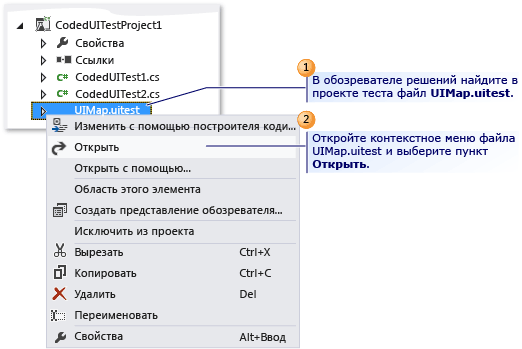 CodedUITestProject1
Свойства
Ссылки
C# CodedUITest1.cs
C# CodedUITest2.cs
UIMap.uitest
Изменить с помощью построителя коди...
Открыть
Открыть с помощью...
Область этого элемента
Создать представление обозревателя...
Исключить из проекта
Вырезать Ctrl+X
Копировать Ctrl+C
Удалить Del
Переименовать
Свойства Alt+Ввод
1
В обозревателе решений найдите в
проекте теста файл UIMap.uitest.
2
Откройте контекстное меню файла
UIMap.uitest и выберите пункт
Открыть.